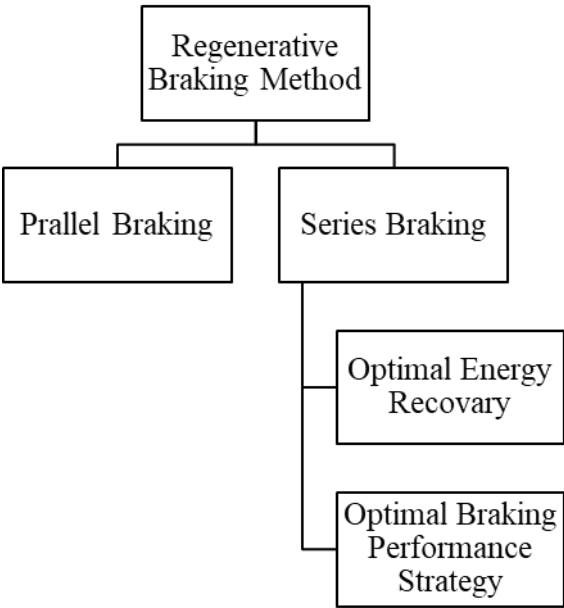 Regenerative
Braking Method
Prallel Braking
Series Braking
Optimal Energy
Recovary
Optimal Braking
Performance
Strategy